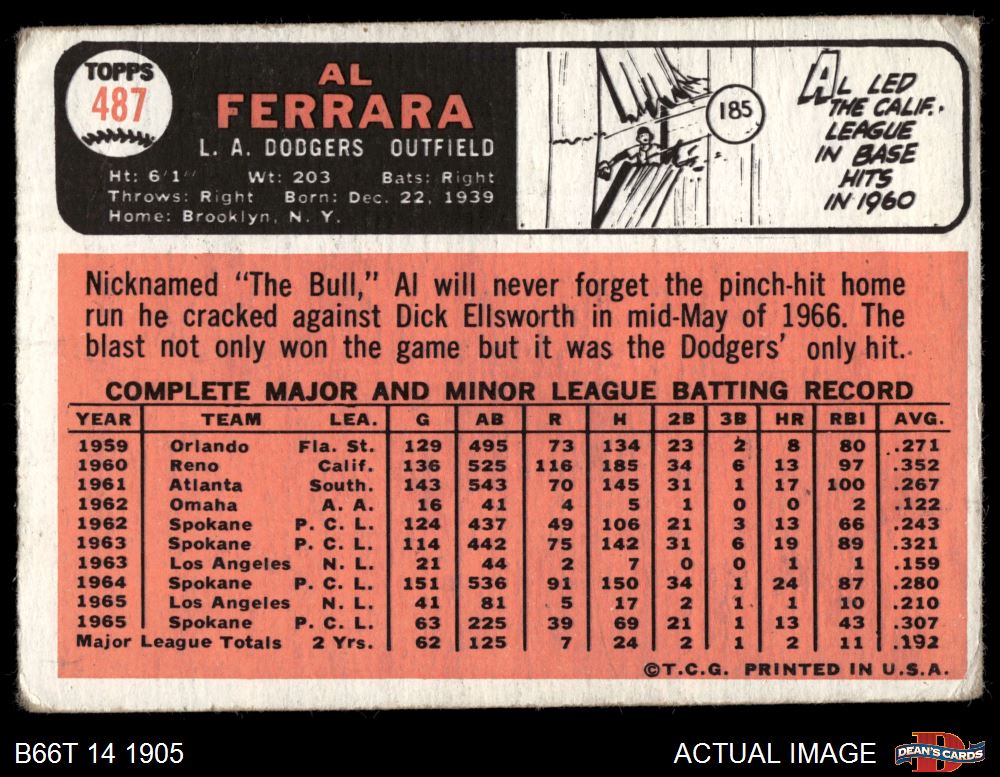 TOPPS
487
AL
FERRARA
L. A. DODGERS OUTFIELD
Ht: 6'1" Wt: 203 Bats: Right
Throws: Right Born: Dec. 22, 1939
Home: Brooklyn, N. Y.
185
AL LED
THE CALIF.
LEAGUE
IN BASE
HITS
IN 1960
Nicknamed "The Bull," Al will never forget the pinch-hit home
run he cracked against Dick Ellsworth in mid-May of 1966. The
blast not only won the game but it was the Dodgers' only hit.
COMPLETE MAJOR AND MINOR LEAGUE BATTING RECORD
YEAR TEAM LEA. G AB R H 2B 3B HR RBI AVG.
1959 Orlando Fla. St. 129 495 73 134 23 2 8 80 .271
1960 Reno Calif. 136 525 116 185 34 6 13 97 .352
1961 Atlanta South. 143 543 70 145 31 1 17 100 .267
1962 Omaha A. A. 16 41 4 5 1 0 0 2 .122
1962 Spokane P. C. L. 124 437 49 106 21 3 13 66 .243
1963 Spokane P. C. L. 114 442 75 142 31 6 19 89 .321
1963 Los Angeles N. L. 21 44 2 7 0 0 1 1 .159
1964 Spokane P. C. L. 151 536 91 150 34 1 24 87 .280
1965 Los Angeles N. L. 41 81 5 17 2 1 1 10 .210
1965 Spokane P. C. L. 63 225 39 69 21 1 13 43 .307
Major League Totals 2 Yrs. 62 125 7 24 2 1 2 11 .192
©T.C.G. PRINTED IN U.S.A.
B66T 14 1905
ACTUAL IMAGE
DEAN'S CARDS